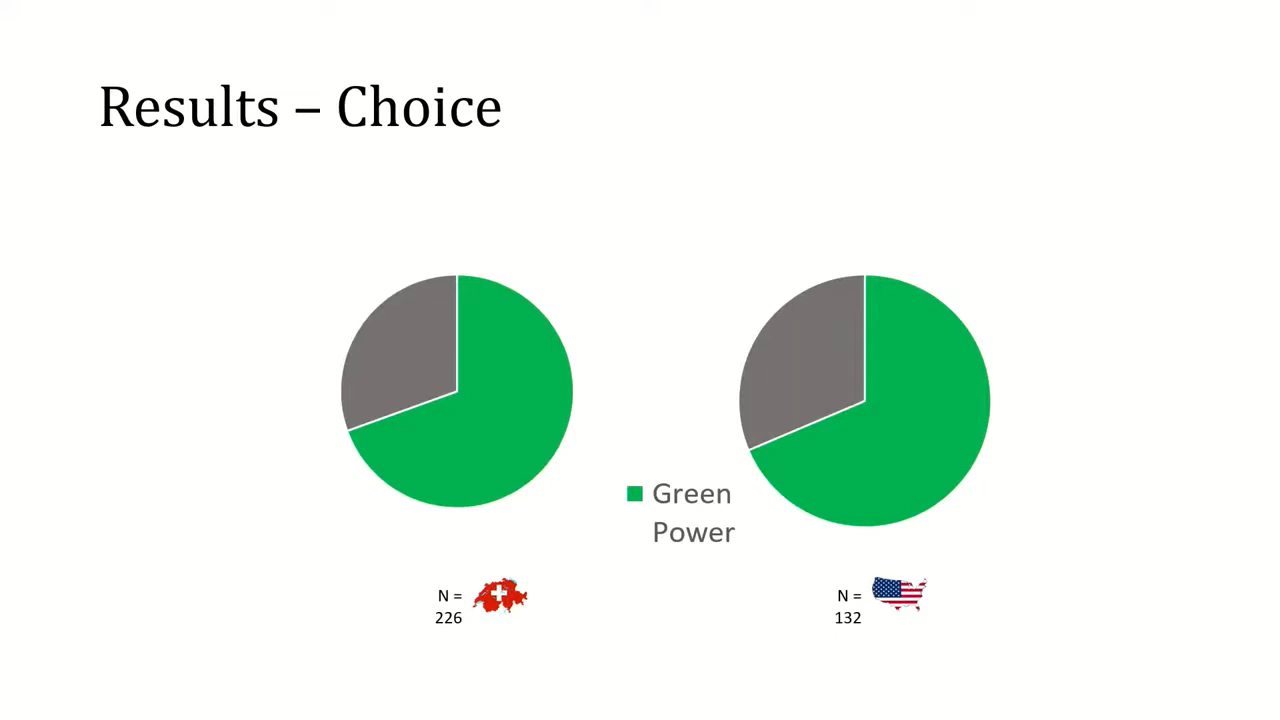 Results – Choice
Green
Power
N =
226
N =
132